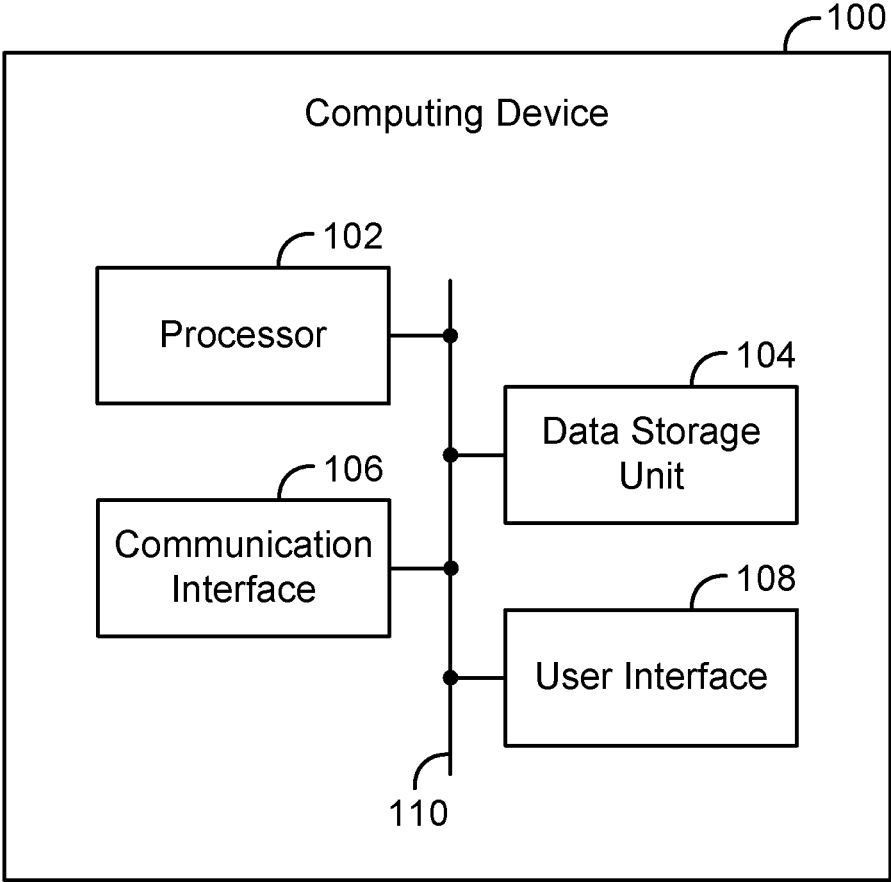 100
Computing Device
102
Processor
104
Data Storage
Unit
106
Communication
Interface
108
User Interface
110